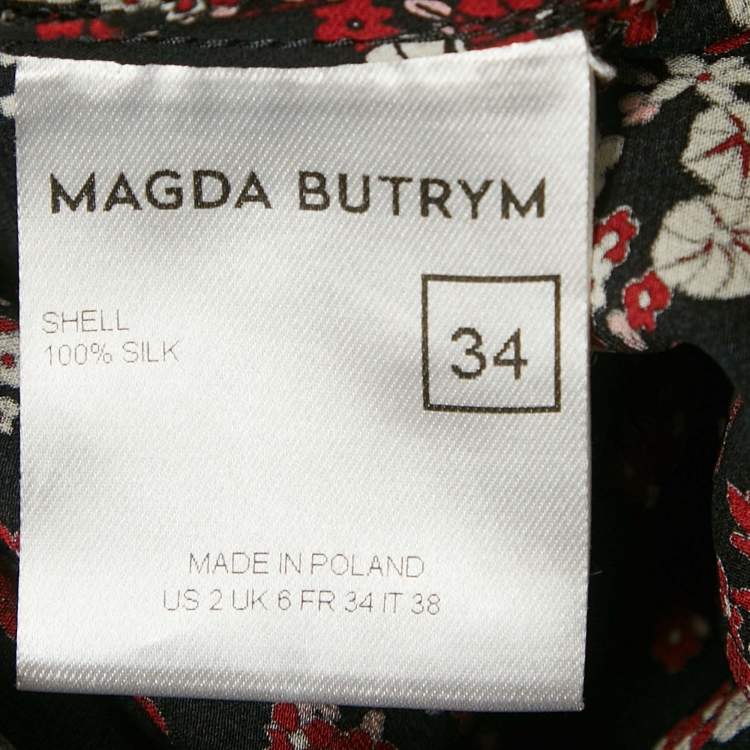 MAGDA BUTRYM
SHELL
100% SILK
34
MADE IN POLAND
US 2 UK 6 FR 34 IT 38